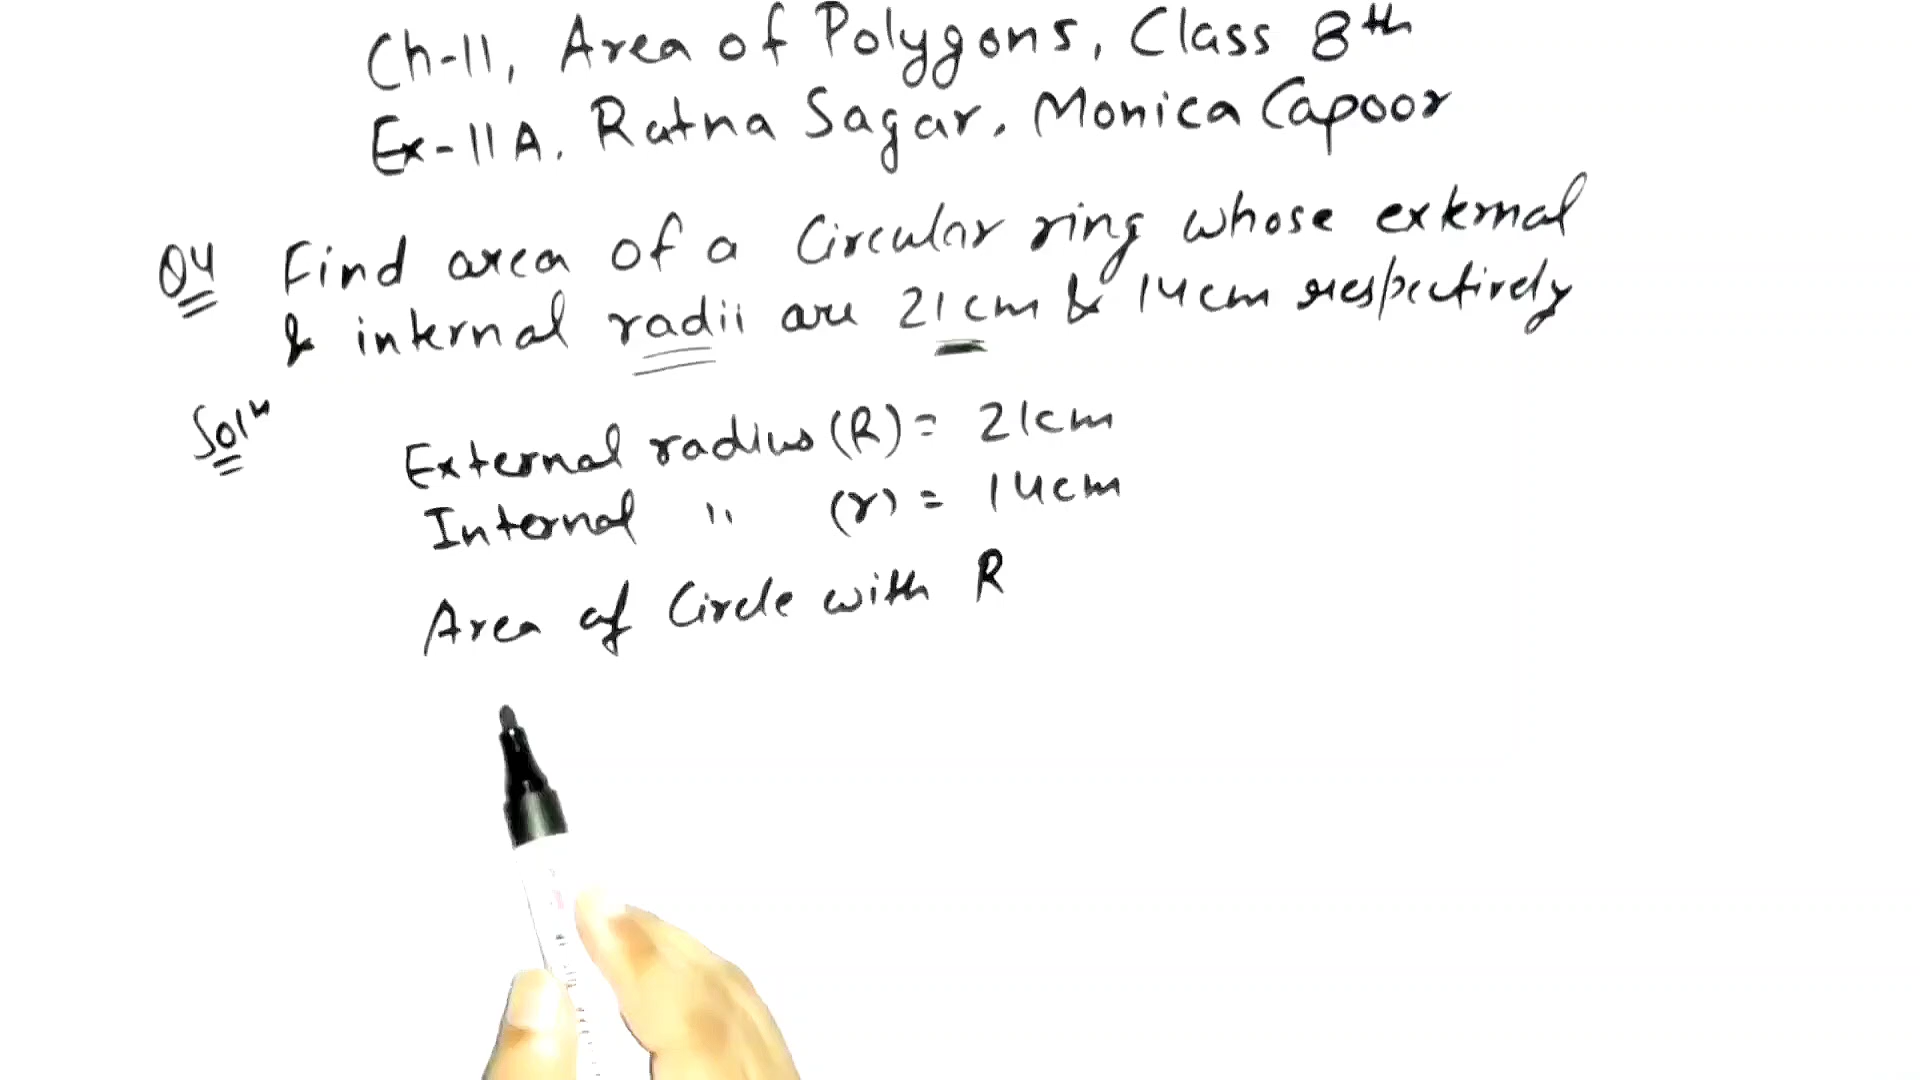 Ch-11, Area of Polygons, Class 8th
Ex-11A. Ratna Sagar. Monica Capoor
Q4 Find area of a Circular ring whose external
& internal radii are 21cm & 14cm respectively
Soln
External radius (R) = 21cm
Internal " (r) = 14cm
Area of Circle with R